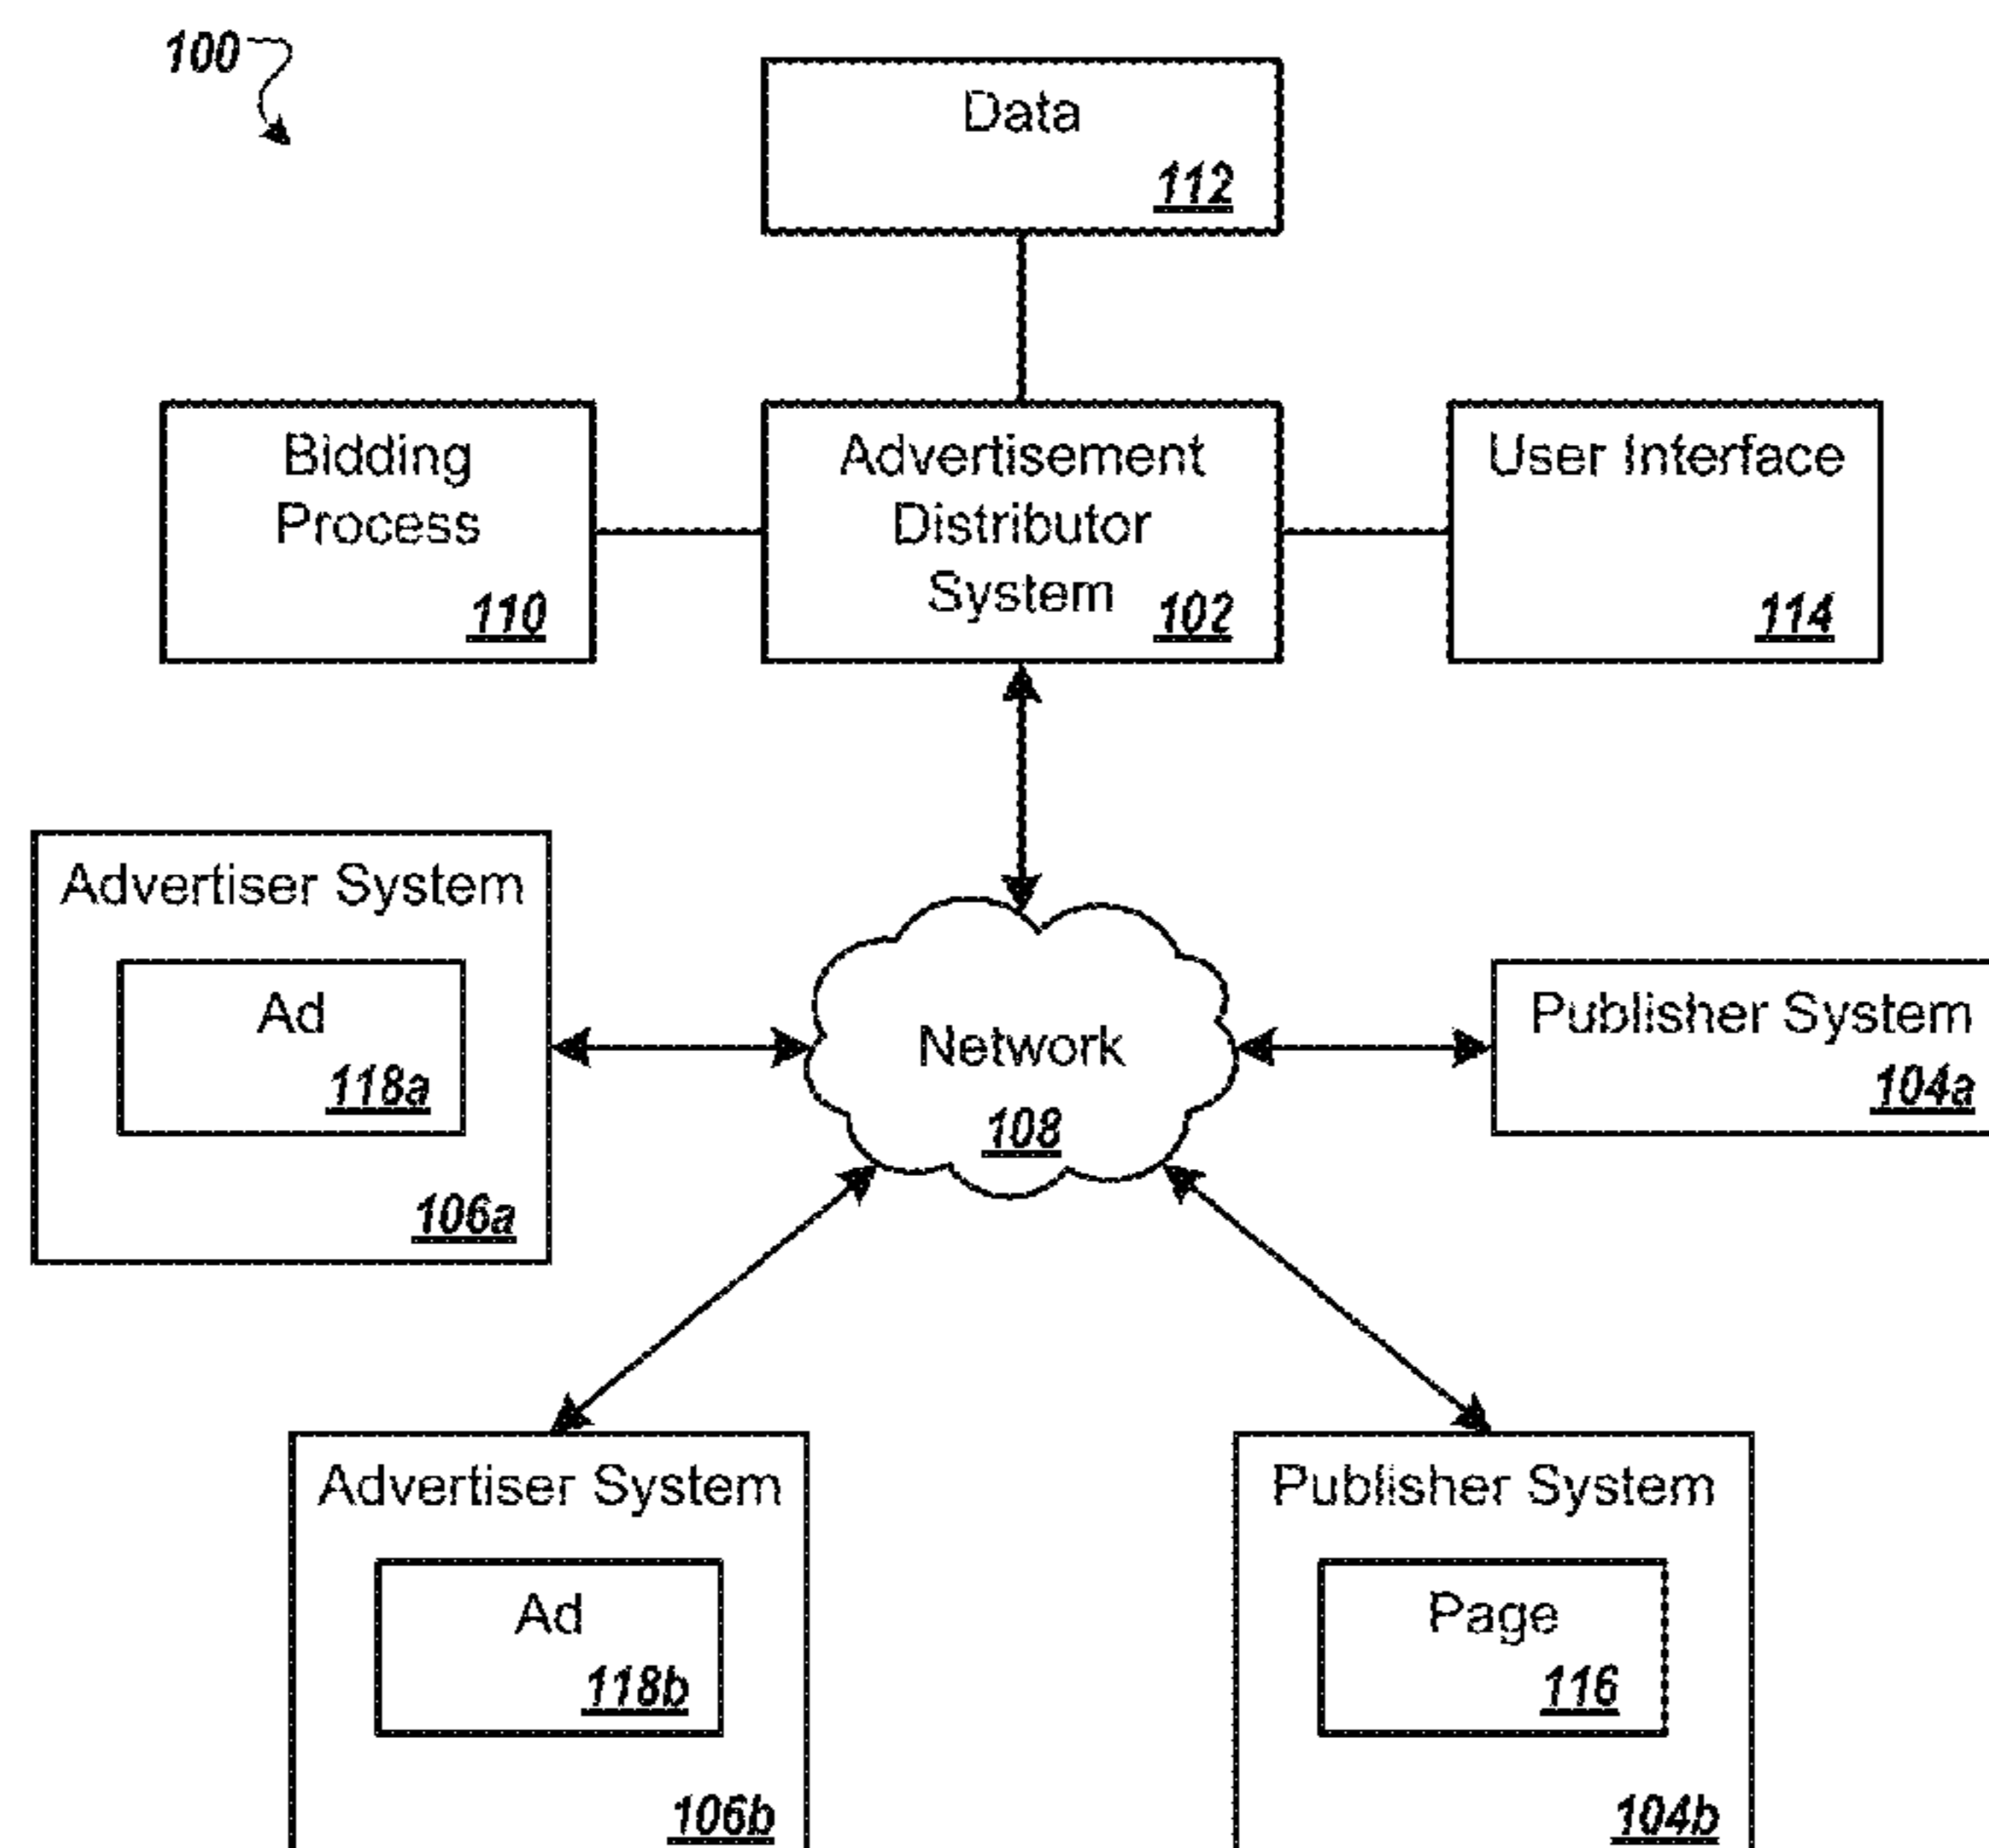 100
Data
112
Bidding
Process
110
Advertisement
Distributor
System 102
User Interface
114
Advertiser System
Ad
118a
106a
Network
108
Publisher System
104a
Advertiser System
Ad
118b
106b
Publisher System
Page
116
104b